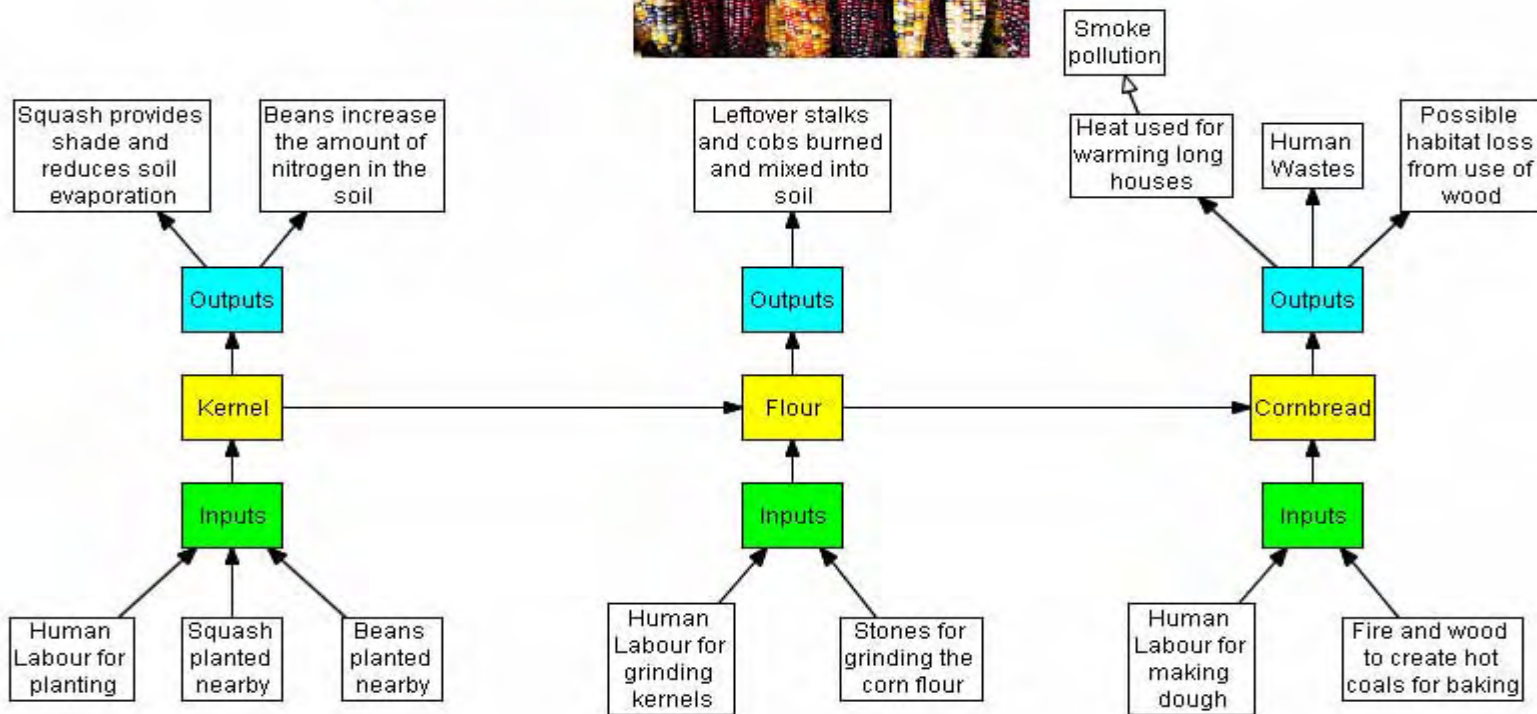 Smoke
pollution
Squash provides
shade and
reduces soil
evaporation
Beans increase
the amount of
nitrogen in the
soil
Leftover stalks
and cobs burned
and mixed into
soil
Heat used for
warming long
houses
Human
Wastes
Possible
habitat loss
from use of
wood
Outputs
Outputs
Outputs
Kernel
Flour
Cornbread
Inputs
Inputs
Inputs
Human
Labour for
planting
Squash
planted
nearby
Beans
planted
nearby
Human
Labour for
grinding
kernels
Stones for
grinding the
corn flour
Human
Labour for
making
dough
Fire and wood
to create hot
coals for baking